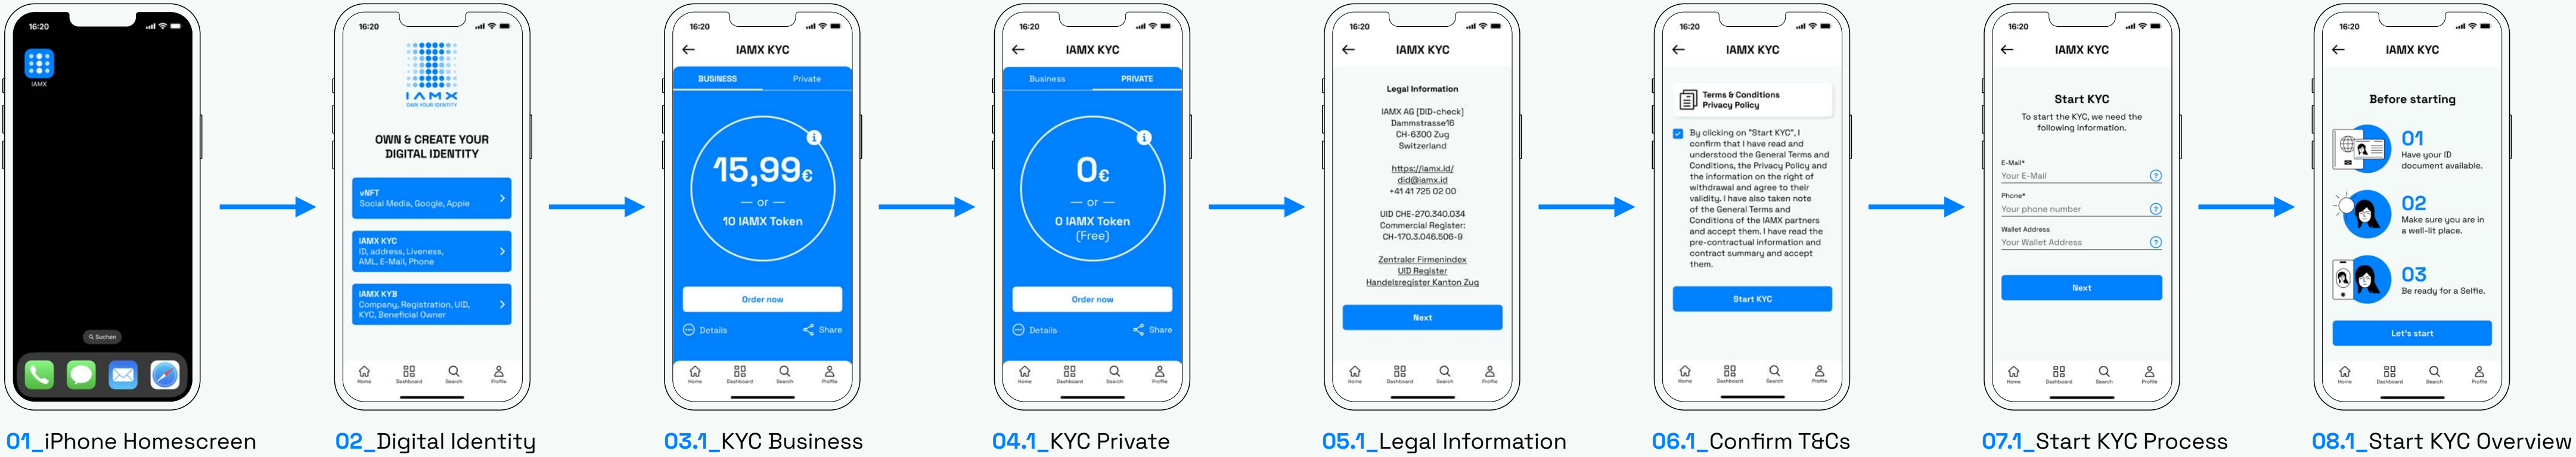 16:20
IAMX
Suchen
01_iPhone Homescreen
16:20
IAMX
OWN YOUR IDENTITY
OWN & CREATE YOUR
DIGITAL IDENTITY
vNFT
Social Media, Google, Apple
IAMX KYC
ID, address, Liveness,
AML, E-Mail, Phone
IAMX KYB
Company, Registration, UID,
KYC, Beneficial Owner
Home Dashboard Search Profile
02_Digital Identity
16:20
IAMX KYC
BUSINESS Private
i
15,99€
— or —
10 IAMX Token
Order now
Details Share
Home Dashboard Search Profile
03.1_KYC Business
16:20
IAMX KYC
Business PRIVATE
i
0€
— or —
0 IAMX Token
(Free)
Order now
Details Share
Home Dashboard Search Profile
04.1_KYC Private
16:20
IAMX KYC
Legal Information
IAMX AG [DID-check]
Dammstrasse16
CH-6300 Zug
Switzerland
https://iamx.id/
did@iamx.id
+41 41 725 02 00
UID CHE-270.340.034
Commercial Register:
CH-170.3.046.506-9
Zentraler Firmenindex
UID Register
Handelsregister Kanton Zug
Next
Home Dashboard Search Profile
05.1_Legal Information
16:20
IAMX KYC
Terms & Conditions
Privacy Policy
By clicking on "Start KYC", I
confirm that I have read and
understood the General Terms and
Conditions, the Privacy Policy and
the information on the right of
withdrawal and agree to their
validity. I have also taken note
of the General Terms and
Conditions of the IAMX partners
and accept them. I have read the
pre-contractual information and
contract summary and accept
them.
Start KYC
Home Dashboard Search Profile
06.1_Confirm T&Cs
16:20
IAMX KYC
Start KYC
To start the KYC, we need the
following information.
E-Mail*
Your E-Mail ?
Phone*
Your phone number ?
Wallet Address
Your Wallet Address ?
Next
Home Dashboard Search Profile
07.1_Start KYC Process
16:20
IAMX KYC
Before starting
01
Have your ID
document available.
02
Make sure you are in
a well-lit place.
03
Be ready for a Selfie.
Let's start
Home Dashboard Search Profile
08.1_Start KYC Overview